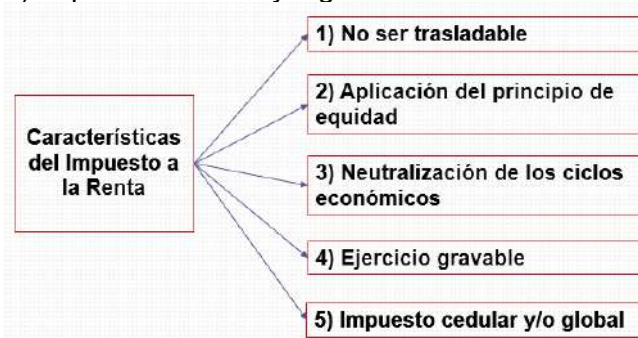 1) No ser trasladable
2) Aplicación del principio de
equidad
Características
del Impuesto a
la Renta
3) Neutralización de los ciclos
económicos
4) Ejercicio gravable
5) Impuesto cedular y/o global